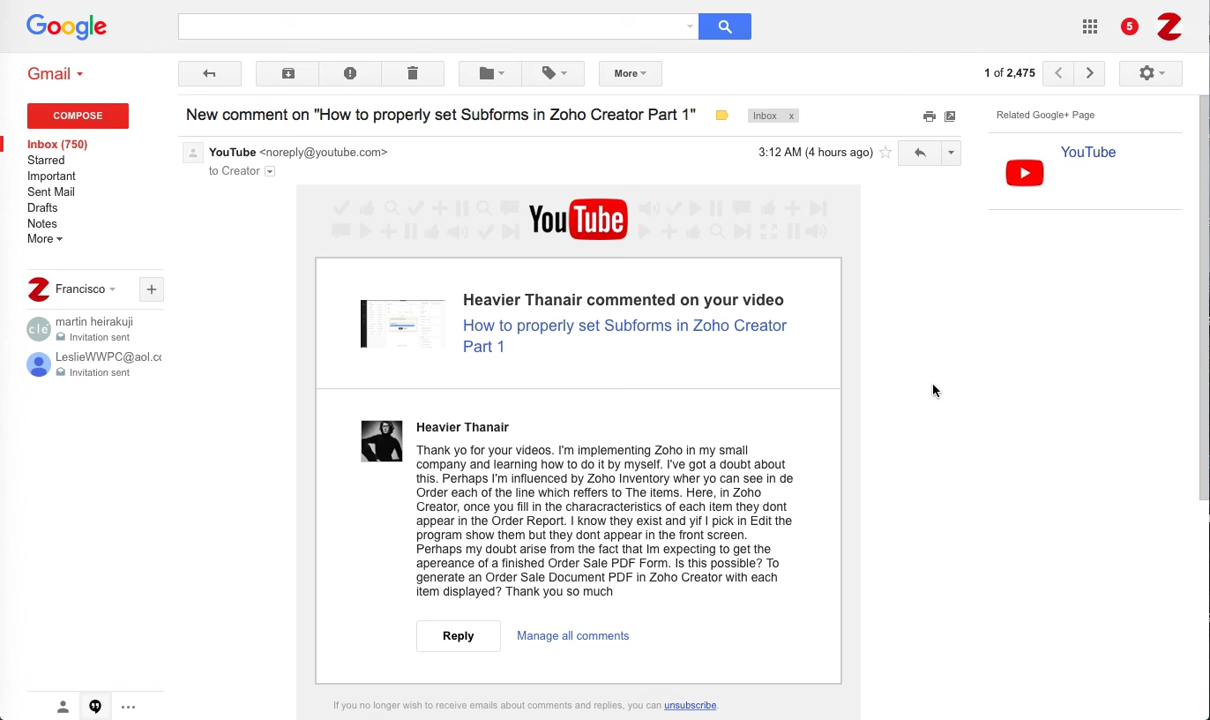 Google
5
Gmail
More
1 of 2,475
COMPOSE
New comment on "How to properly set Subforms in Zoho Creator Part 1"
Inbox x
Related Google+ Page
Inbox (750)
Starred
Important
Sent Mail
Drafts
Notes
More
YouTube <noreply@youtube.com>
3:12 AM (4 hours ago)
to Creator
YouTube
Francisco
martin heirakuji
Invitation sent
LeslieWWPC@aol.cc
Invitation sent
cle
YouTube
Heavier Thanair commented on your video
How to properly set Subforms in Zoho Creator
Part 1
Heavier Thanair
Thank yo for your videos. I'm implementing Zoho in my small
company and learning how to do it by myself. I've got a doubt about
this. Perhaps I'm influenced by Zoho Inventory wher yo can see in de
Order each of the line which reffers to The items. Here, in Zoho
Creator, once you fill in the characracteristics of each item they dont
appear in the Order Report. I know they exist and yif I pick in Edit the
program show them but they dont appear in the front screen.
Perhaps my doubt arise from the fact that Im expecting to get the
apereance of a finished Order Sale PDF Form. Is this possible? To
generate an Order Sale Document PDF in Zoho Creator with each
item displayed? Thank you so much
Reply
Manage all comments
If you no longer wish to receive emails about comments and replies, you can unsubscribe.